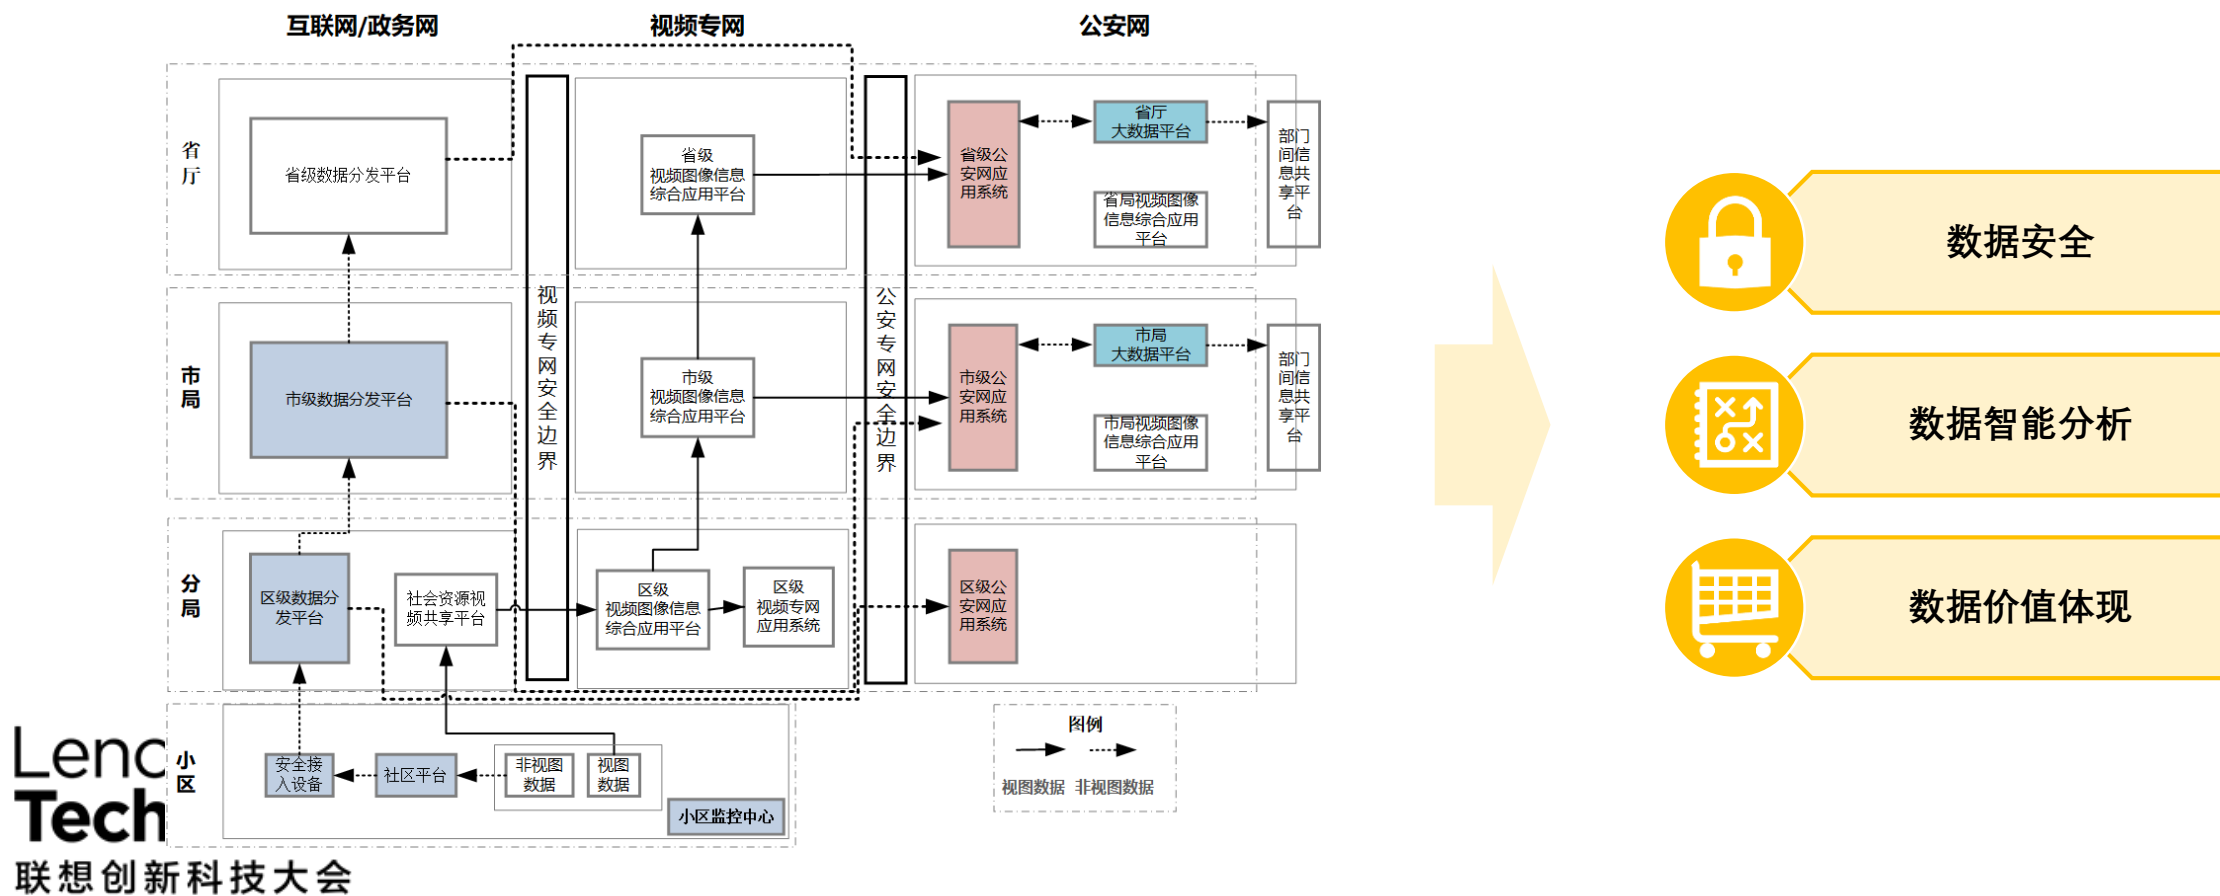 互联网/政务网
视频专网
公安网
省
厅
省级数据分发平台
省级
视频图像信息
综合应用平台
省级公
安网应
用系统
省厅
大数据平台
省局视频图像
信息综合应用
平台
部门
间信
息共
享平
台
视频专网安全边界
公安专网安全边界
市
局
市级数据分发平台
市级
视频图像信息
综合应用平台
市级公
安网应
用系统
市局
大数据平台
市局视频图像
信息综合应用
平台
部门
间信
息共
享平
台
分
局
区级数据分
发平台
社会资源视
频共享平台
区级
视频图像信息
综合应用平台
区级
视频专网
应用系统
区级公
安网应
用系统
小
区
安全接
入设备
社区平台
非视图
数据
视图
数据
小区监控中心
图例
视图数据
非视图数据
数据安全
数据智能分析
数据价值体现
Leno
Tech
联想创新科技大会